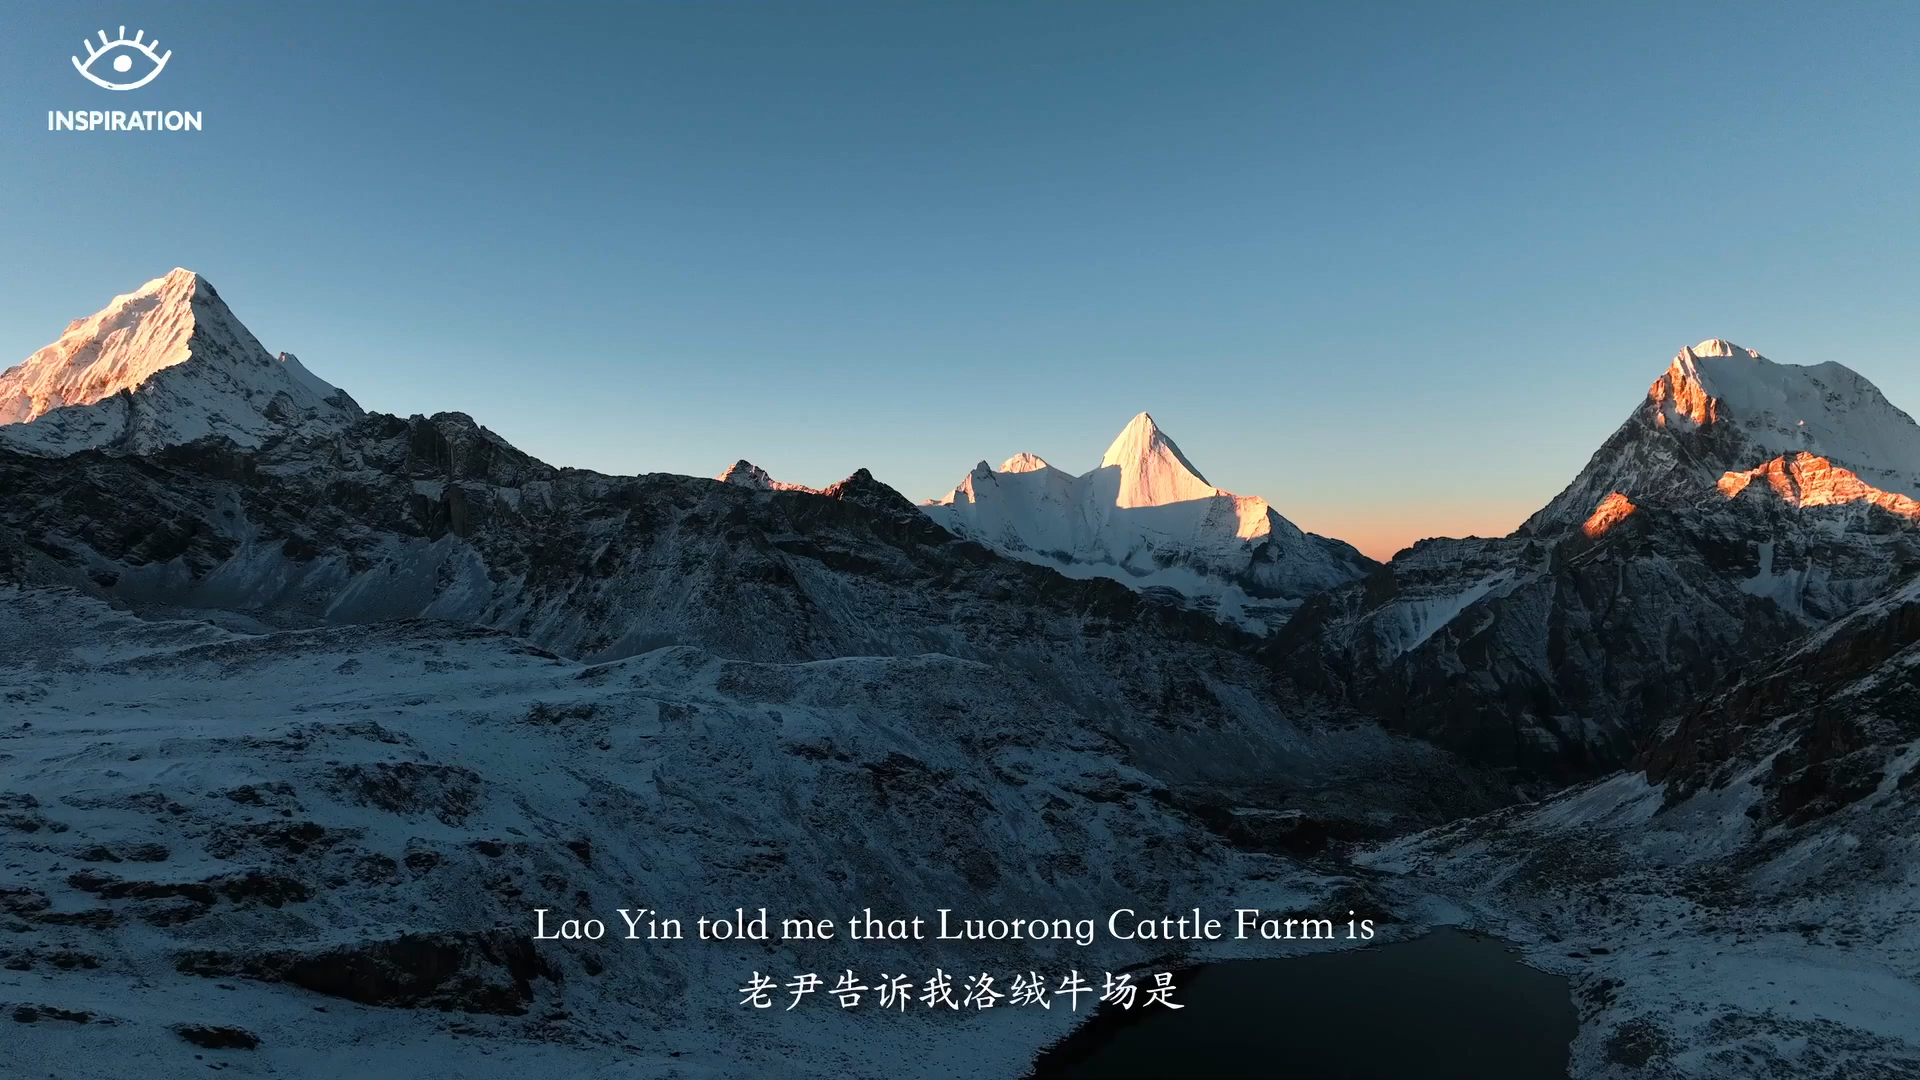 INSPIRATION
Lao Yin told me that Luorong Cattle Farm is
老尹告诉我洛绒牛场是